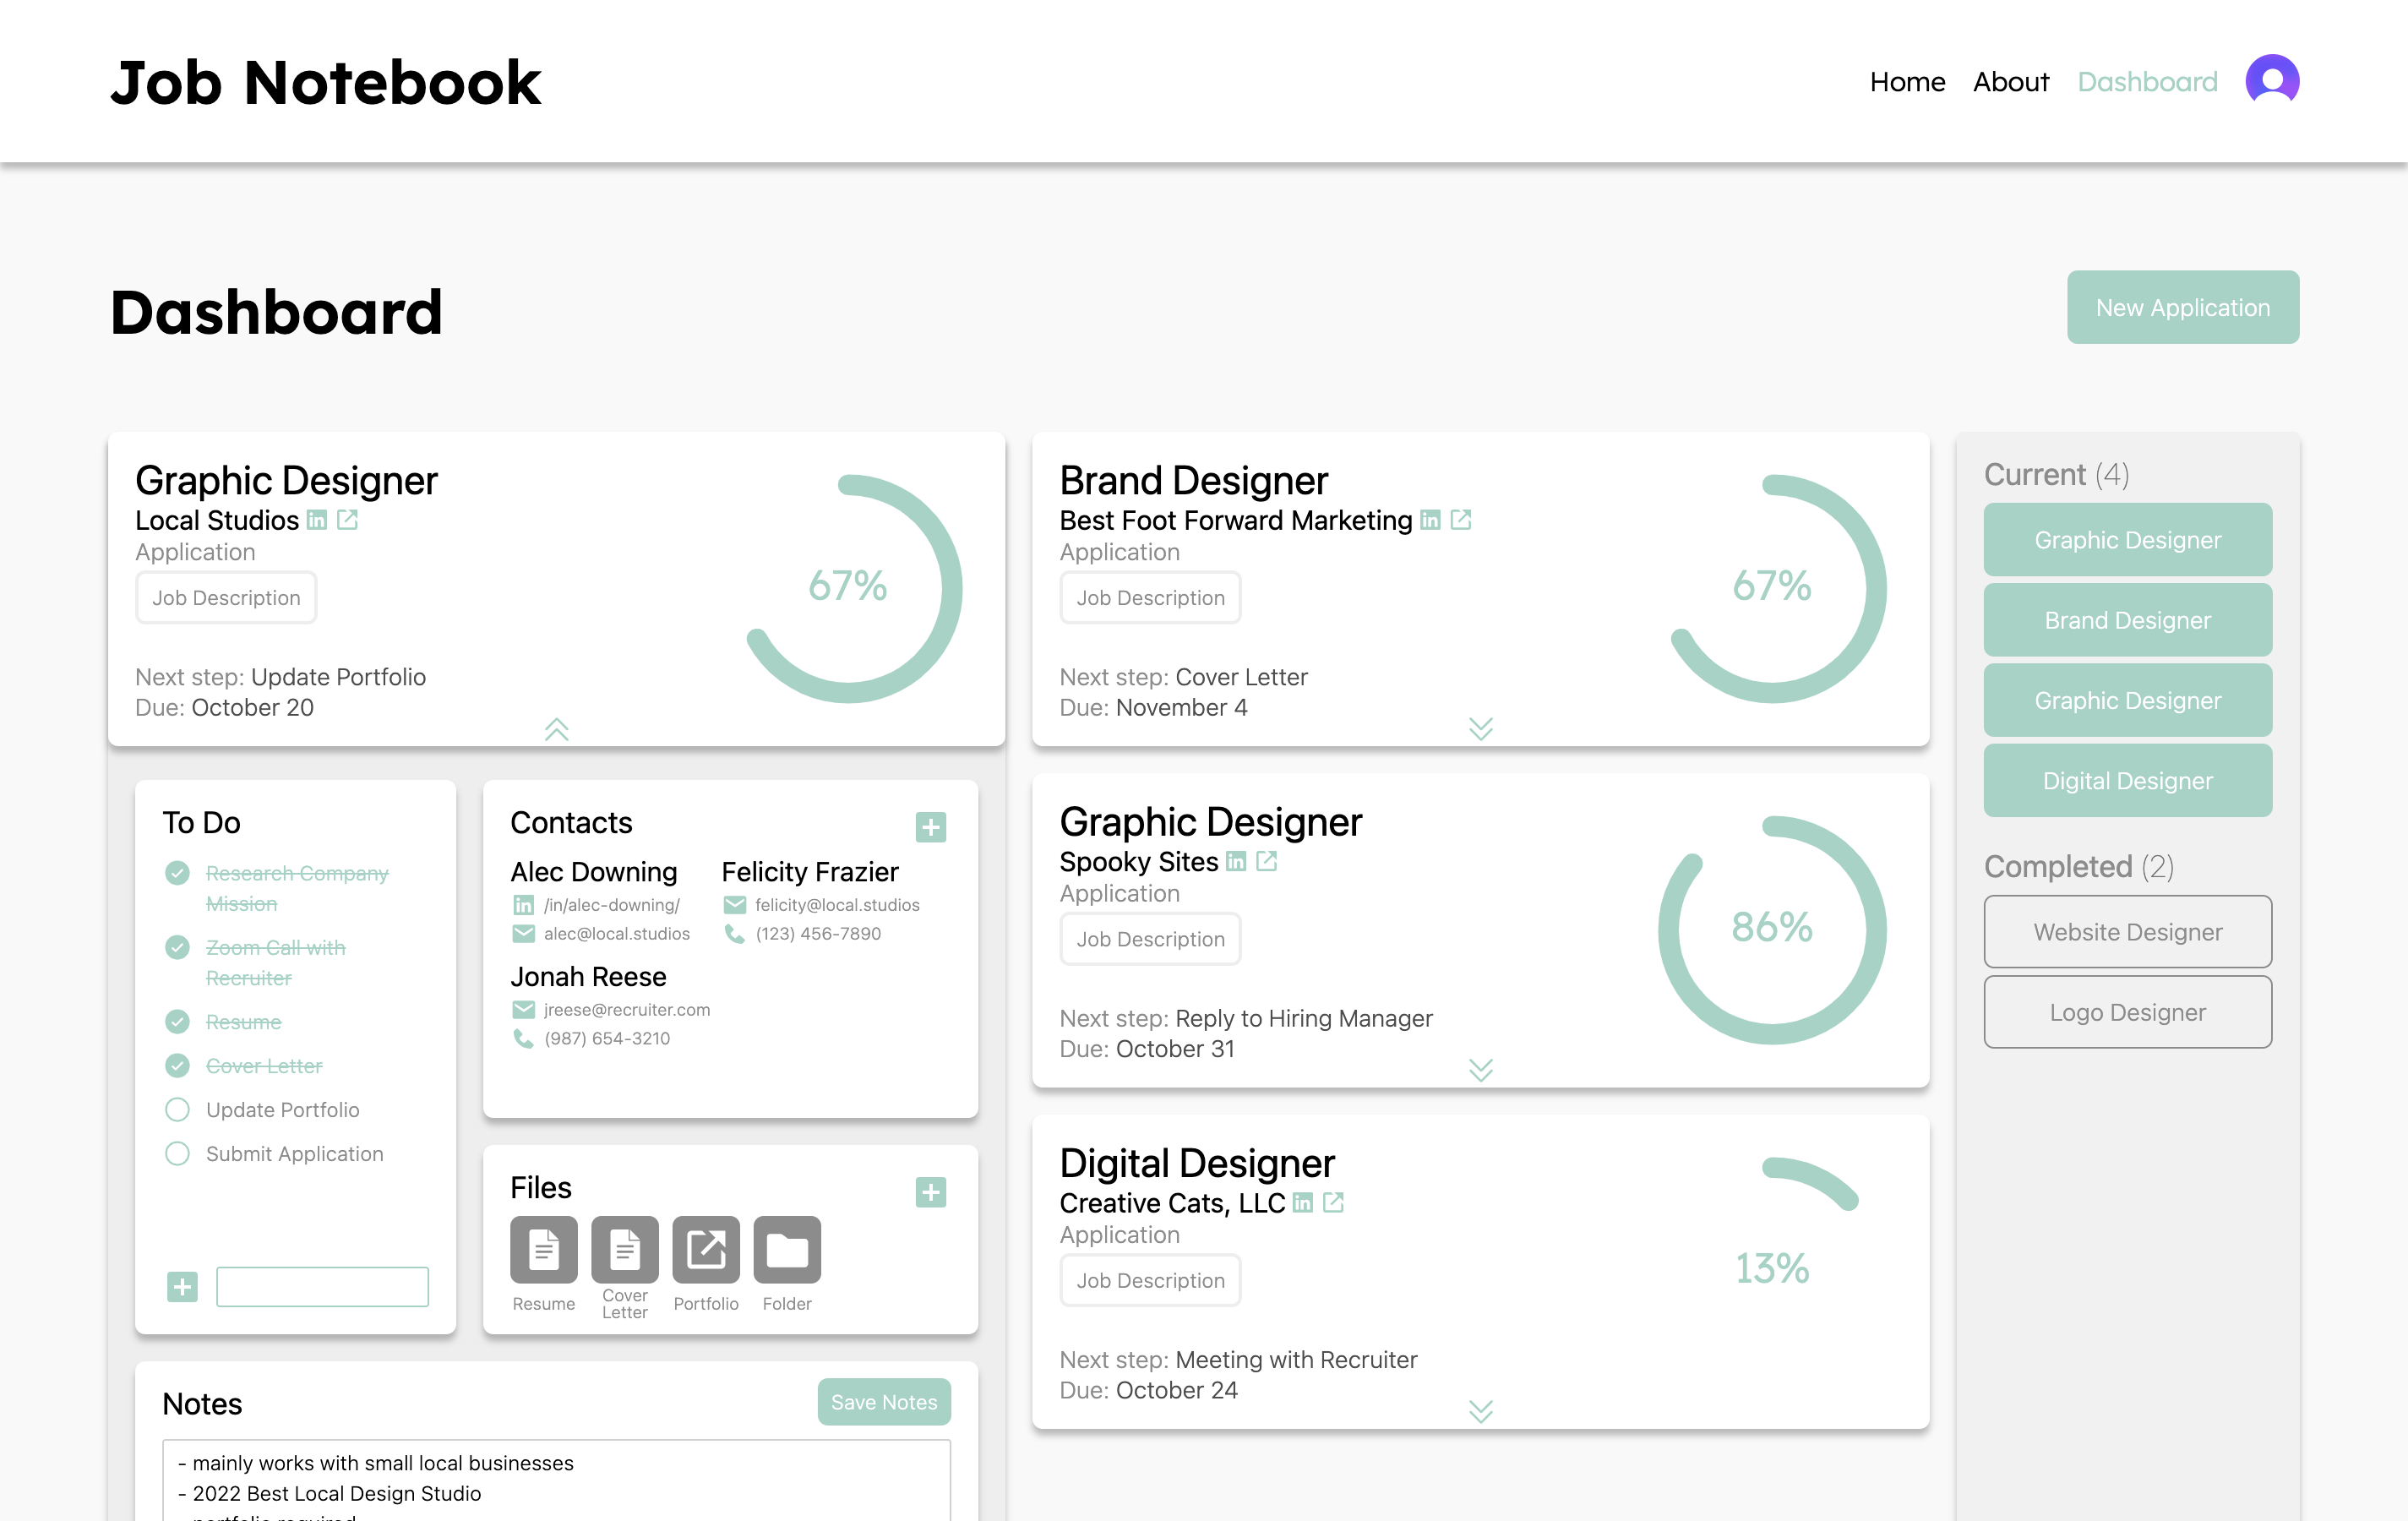 Job Notebook
Home
About
Dashboard
Dashboard
New Application
Graphic Designer
Local Studios
Application
Job Description
67%
Next step: Update Portfolio
Due: October 20
To Do
Research Company
Mission
Zoom Call with
Recruiter
Resume
Cover Letter
Update Portfolio
Submit Application
Contacts
Alec Downing
/in/alec-downing/
alec@local.studios
Felicity Frazier
felicity@local.studios
(123) 456-7890
Jonah Reese
jreese@recruiter.com
(987) 654-3210
Files
Resume
Cover
Letter
Portfolio
Folder
Notes
Save Notes
- mainly works with small local businesses
- 2022 Best Local Design Studio
- portfolio required
Brand Designer
Best Foot Forward Marketing
Application
Job Description
67%
Next step: Cover Letter
Due: November 4
Graphic Designer
Spooky Sites
Application
Job Description
86%
Next step: Reply to Hiring Manager
Due: October 31
Digital Designer
Creative Cats, LLC
Application
Job Description
13%
Next step: Meeting with Recruiter
Due: October 24
Current (4)
Graphic Designer
Brand Designer
Graphic Designer
Digital Designer
Completed (2)
Website Designer
Logo Designer